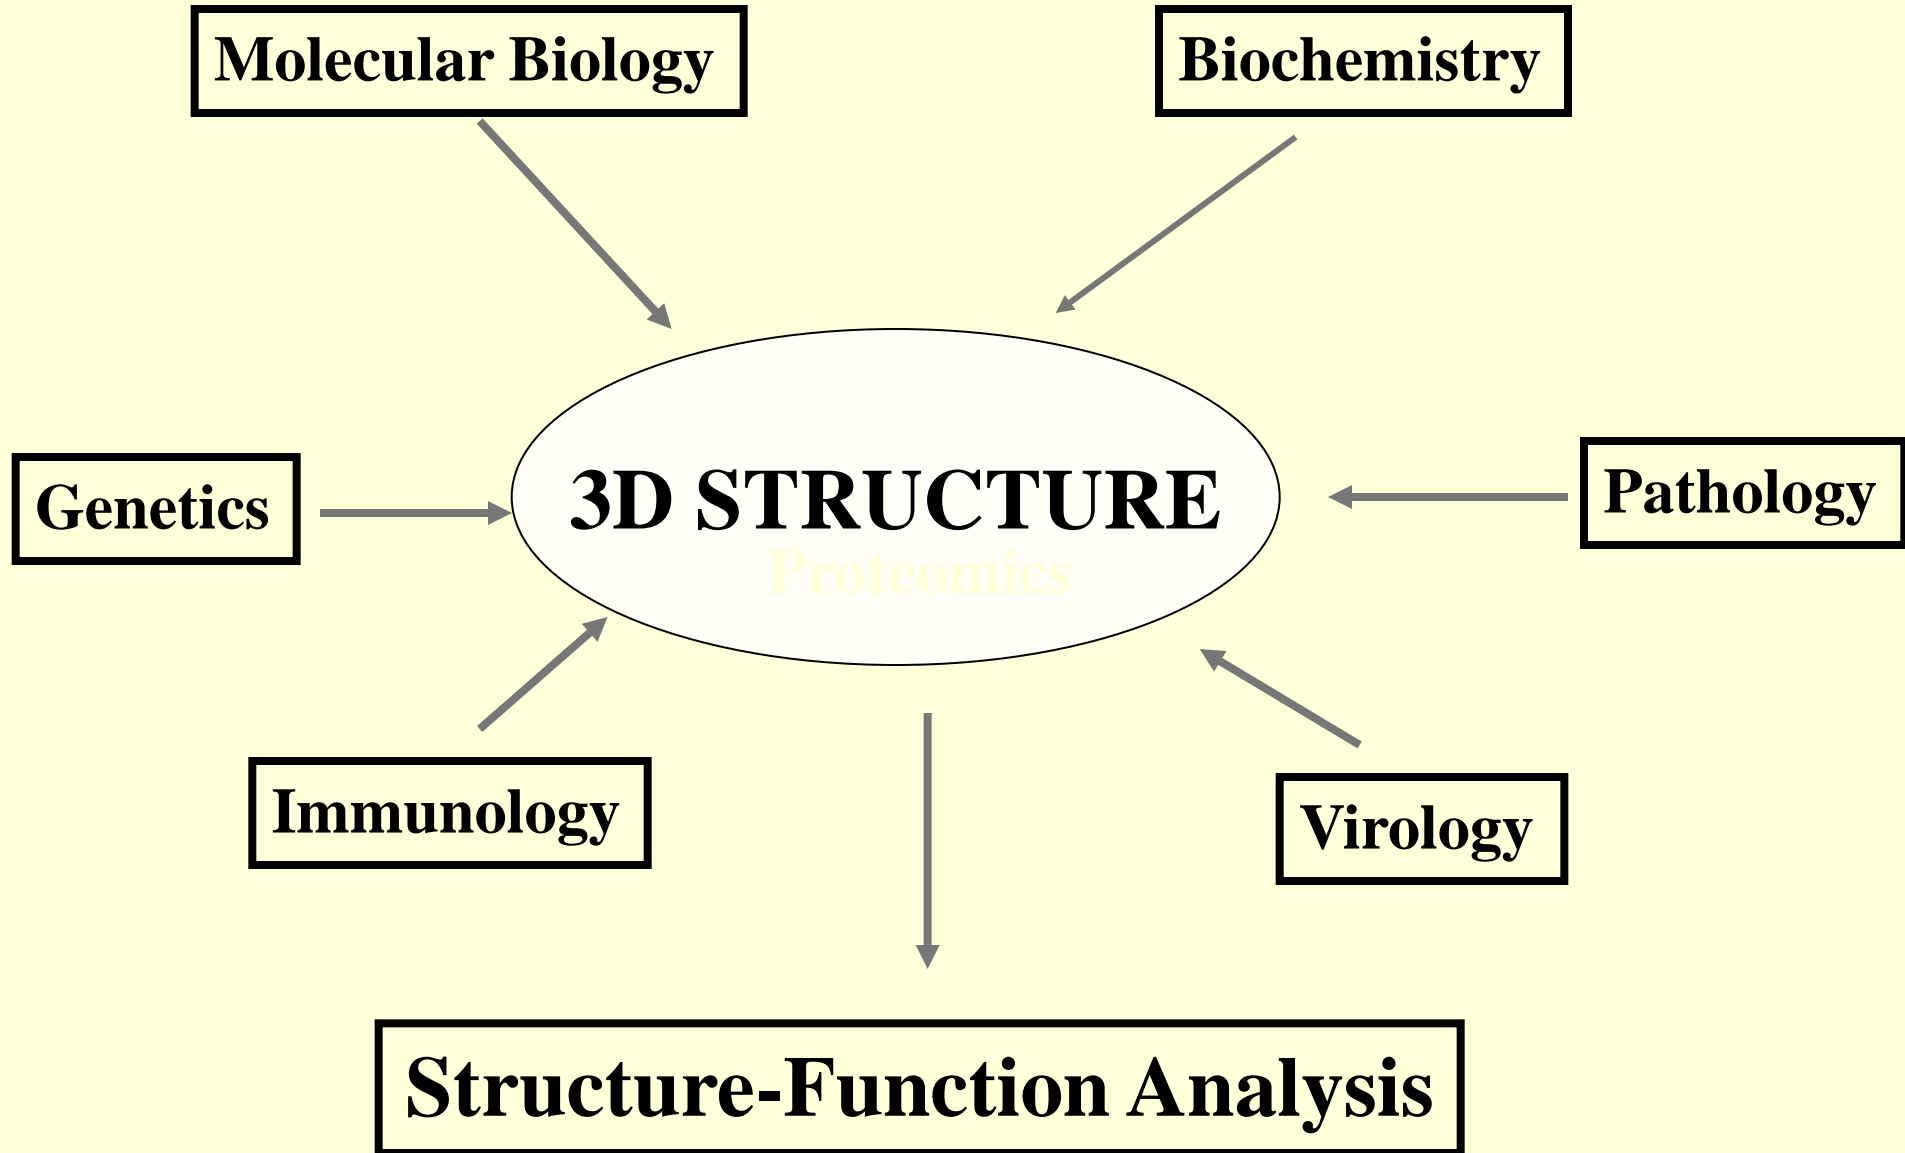 Molecular Biology
Biochemistry
3D STRUCTURE
Proteomics
Genetics
Pathology
Immunology
Virology
Structure-Function Analysis